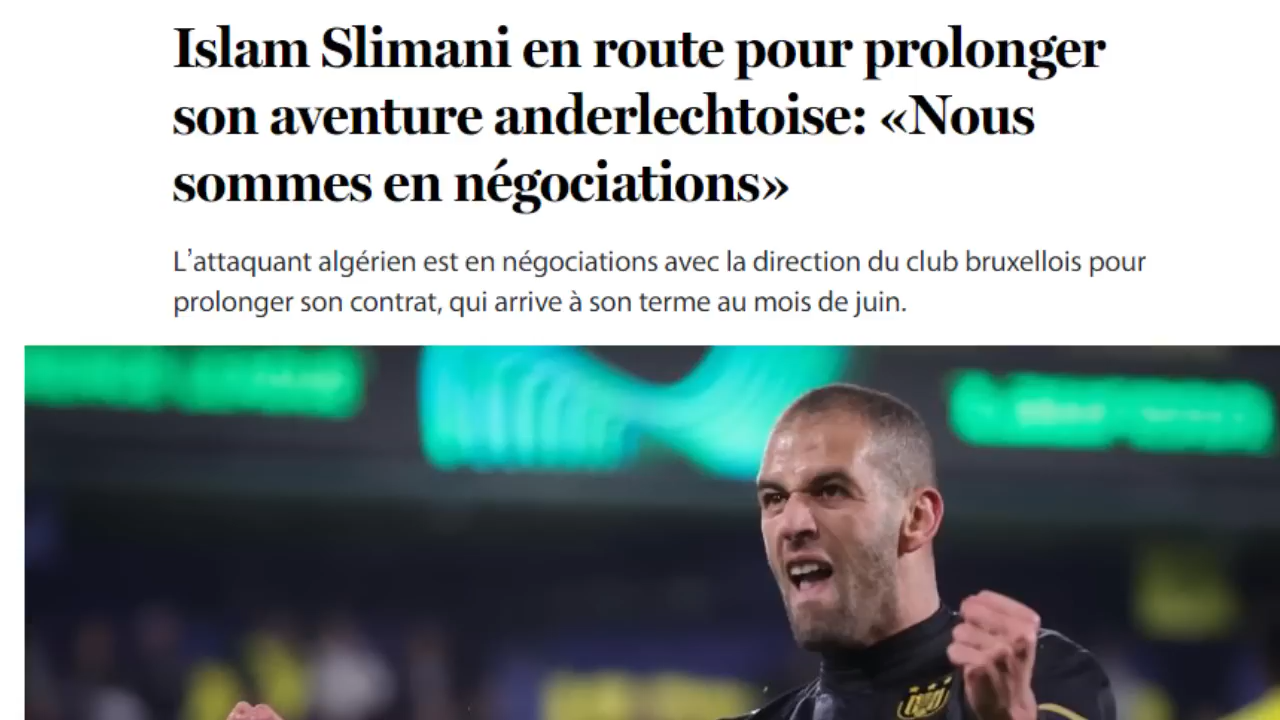 Islam Slimani en route pour prolonger
son aventure anderlechtoise: «Nous
sommes en négociations»
L’attaquant algérien est en négociations avec la direction du club bruxellois pour
prolonger son contrat, qui arrive à son terme au mois de juin.